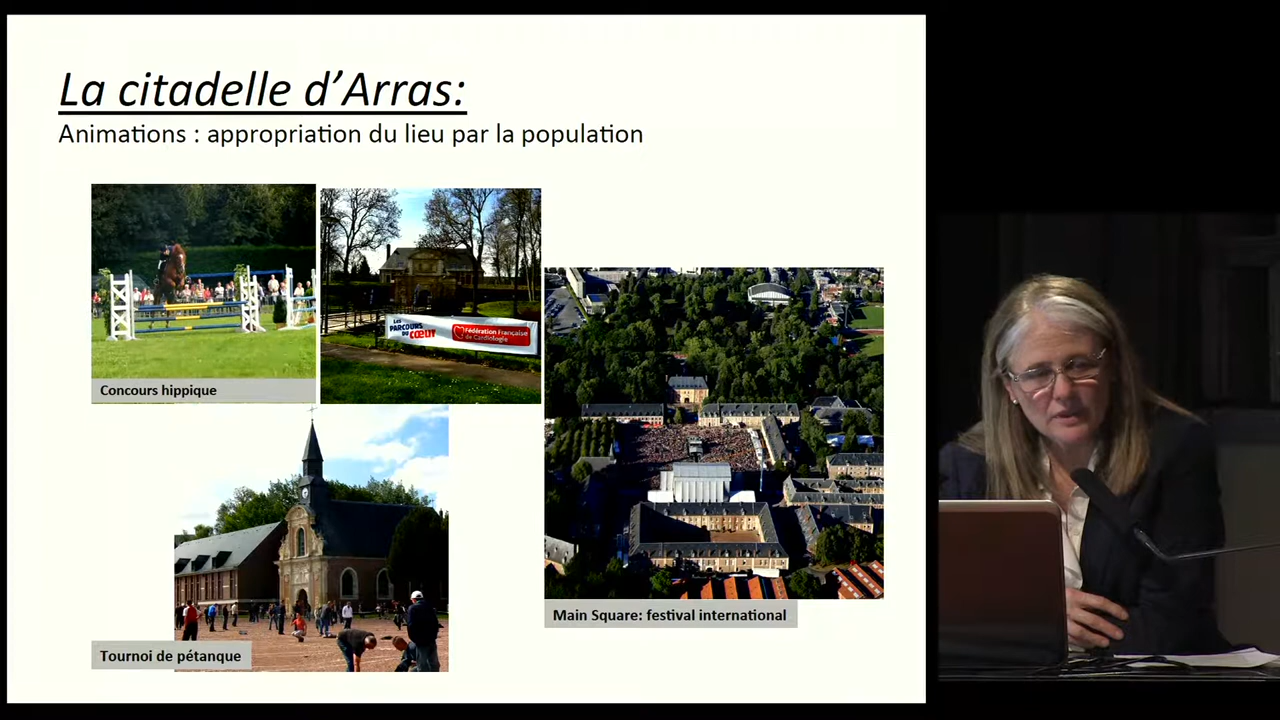 La citadelle d’Arras:
Animations : appropriation du lieu par la population
LES
PARCOURS
DU CŒUR
Fédération Française
de Cardiologie
Concours hippique
Tournoi de pétanque
Main Square: festival international